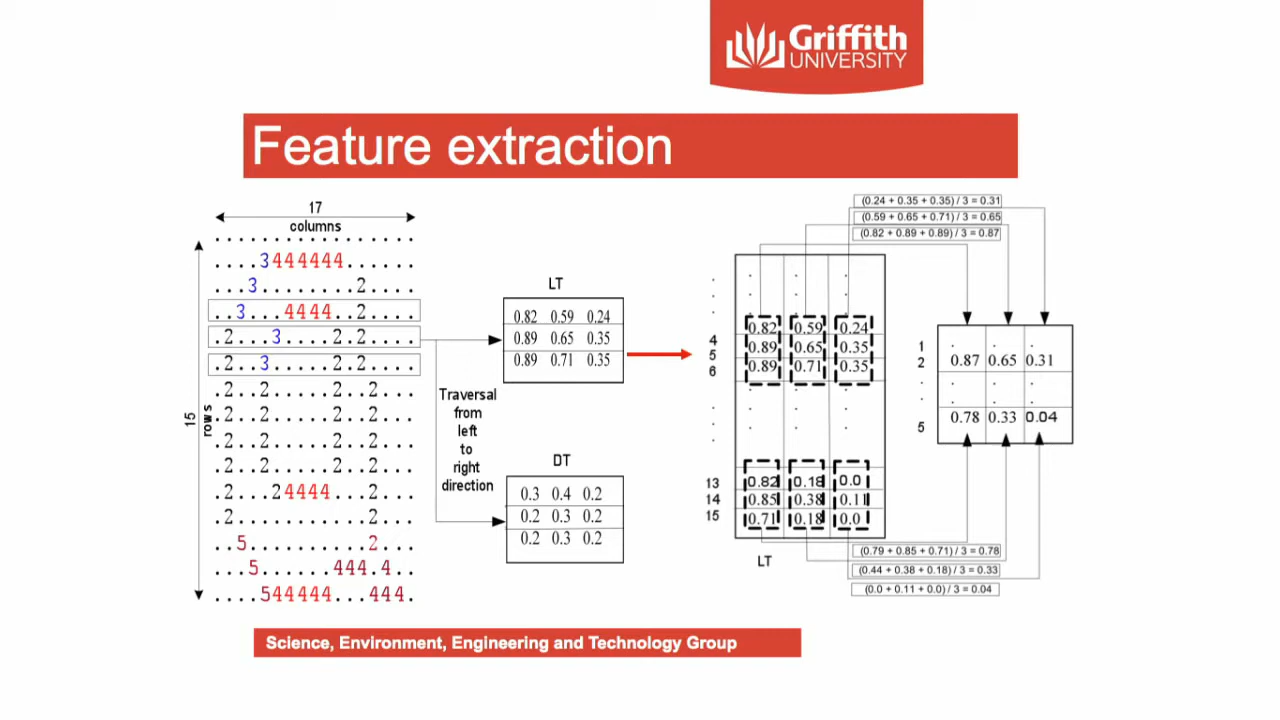 Griffith
UNIVERSITY
Feature extraction
17
columns
15
rows
. . . . . . . . . . . . . . . . .
....3444444......
...3........2....
..3...4444..2....
.2...3....2.2....
.2..3.....2.2....
.2..2.....2..2...
.2..2.....2..2...
.2..2.....2..2...
.2..2.....2..2...
.2...24444...2...
.2...........2...
..5..........2...
...5......444.4..
....544444...444.
Traversal
from
left
to
right
direction
LT
0.82 0.59 0.24
0.89 0.65 0.35
0.89 0.71 0.35
DT
0.3 0.4 0.2
0.2 0.3 0.2
0.2 0.3 0.2
(0.24 + 0.35 + 0.35) / 3 = 0.31
(0.59 + 0.65 + 0.71) / 3 = 0.65
(0.82 + 0.89 + 0.89) / 3 = 0.87
4 0.82 0.59 0.24
5 0.89 0.65 0.35
6 0.89 0.71 0.35
13 0.82 0.18 0.0
14 0.85 0.38 0.11
15 0.71 0.18 0.0
LT
1
2 0.87 0.65 0.31
5 0.78 0.33 0.04
(0.79 + 0.85 + 0.71) / 3 = 0.78
(0.44 + 0.38 + 0.18) / 3 = 0.33
(0.0 + 0.11 + 0.0) / 3 = 0.04
Science, Environment, Engineering and Technology Group